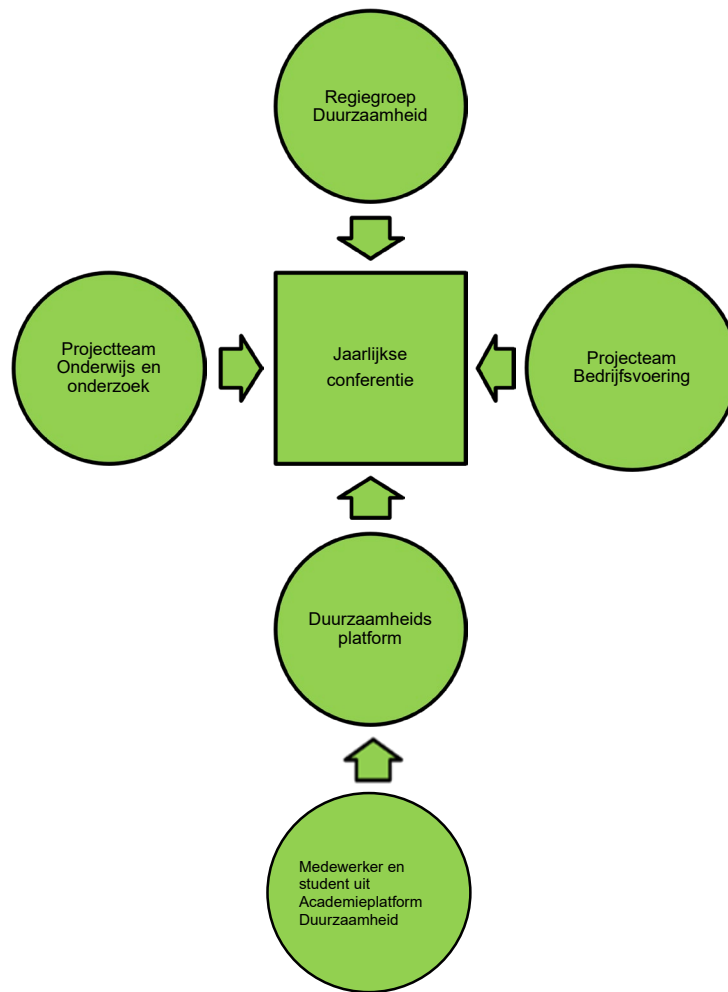 Regiegroep
Duurzaamheid
Projectteam
Onderwijs en
onderzoek
Jaarlijkse
conferentie
Projecteam
Bedrijfsvoering
Duurzaamheids
platform
Medewerker en
student uit
Academieplatform
Duurzaamheid